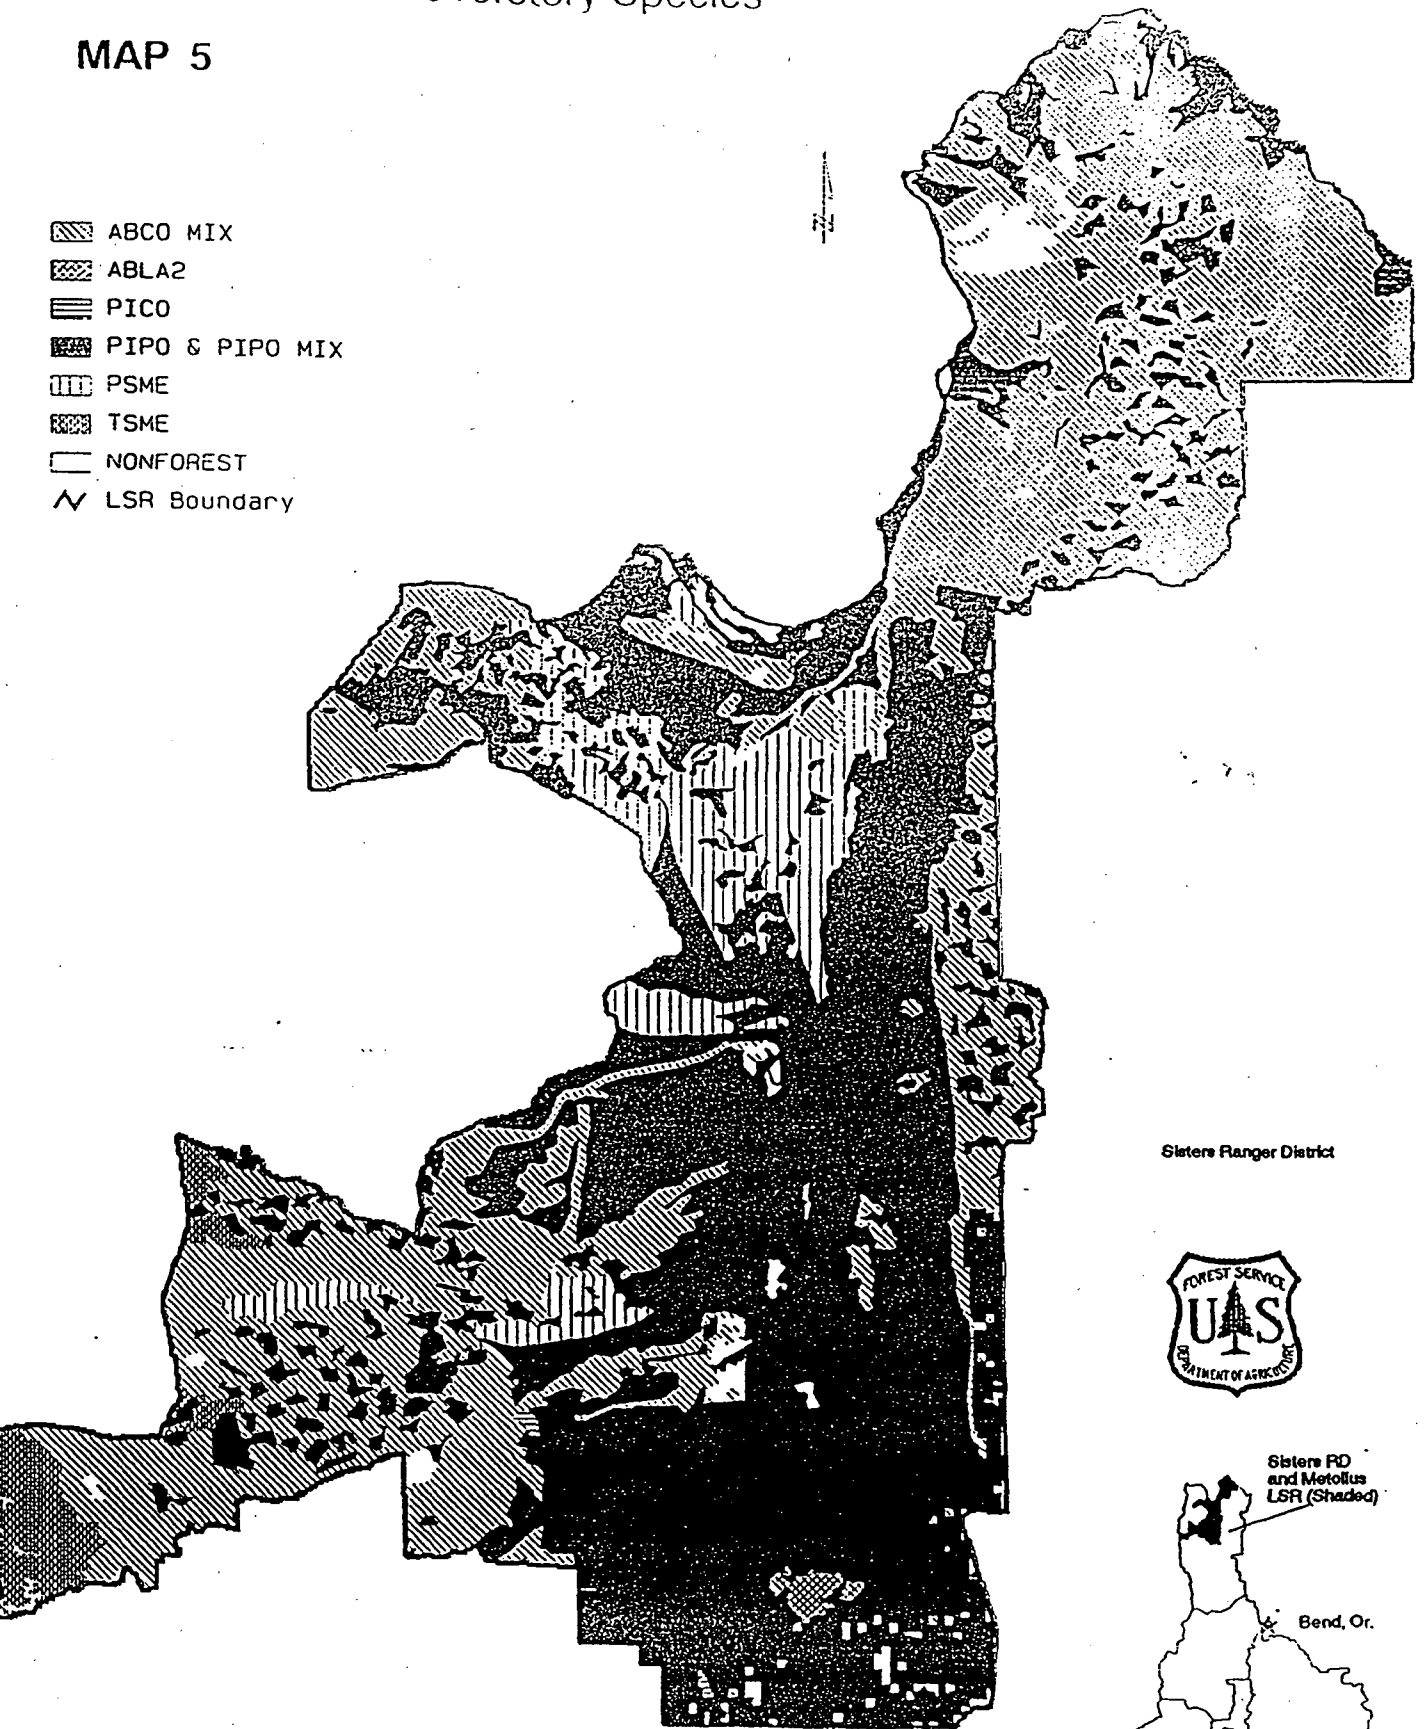 Species
MAP 5
ABCO MIX
ABLA2
PICO
PIPO & PIPO MIX
PSME
TSME
NONFOREST
LSR Boundary
Sisters Ranger District
FOREST SERVICE
U S
DEPARTMENT OF AGRICULTURE
Sisters RD
and Metolius
LSR (Shaded)
Bend, Or.